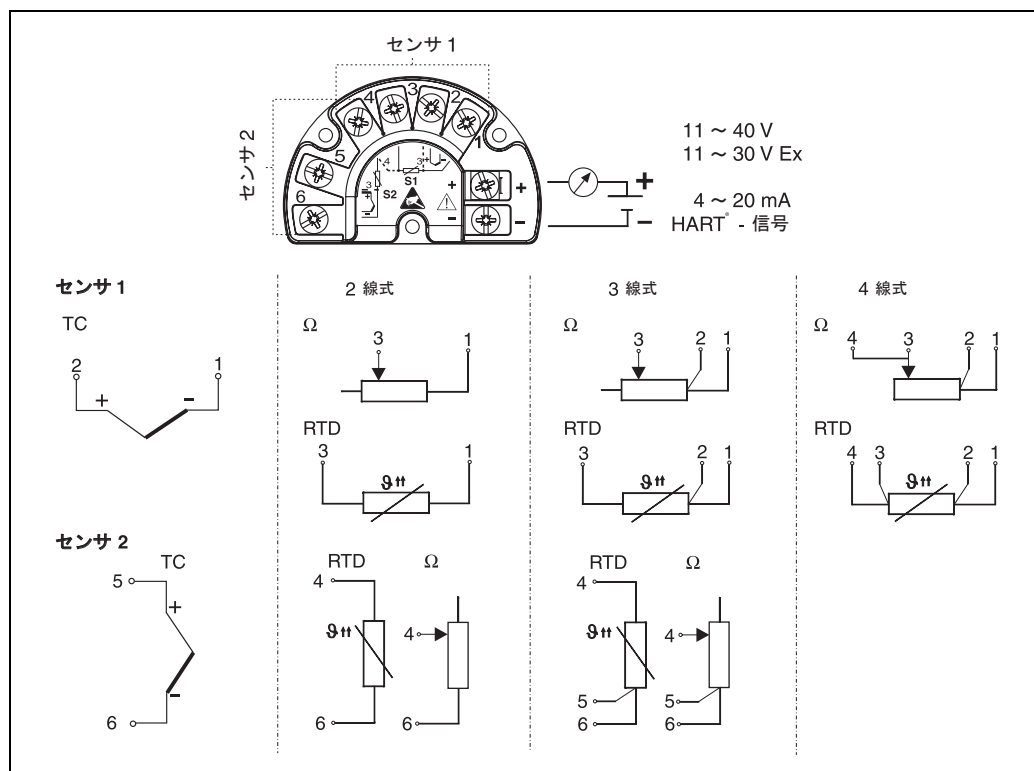 センサ 1
センサ 2
4 3 2 1
5
6
4 3 + -
3 S1
S2
+ -
+
-
11 ～ 40 V
11 ～ 30 V Ex
+
4 ～ 20 mA
-
HART® - 信号
センサ 1
2 線式
3 線式
4 線式
TC
Ω
Ω
Ω
2 1
+ -
3 1
3 2 1
4 3 2 1
RTD
RTD
RTD
3 1
3 2 1
4 3 2 1
ϑ
ϑ
ϑ
センサ 2
TC
RTD Ω
RTD Ω
5
+
-
6
4
ϑ
4
6 6
4
ϑ
4
5 5
6 6